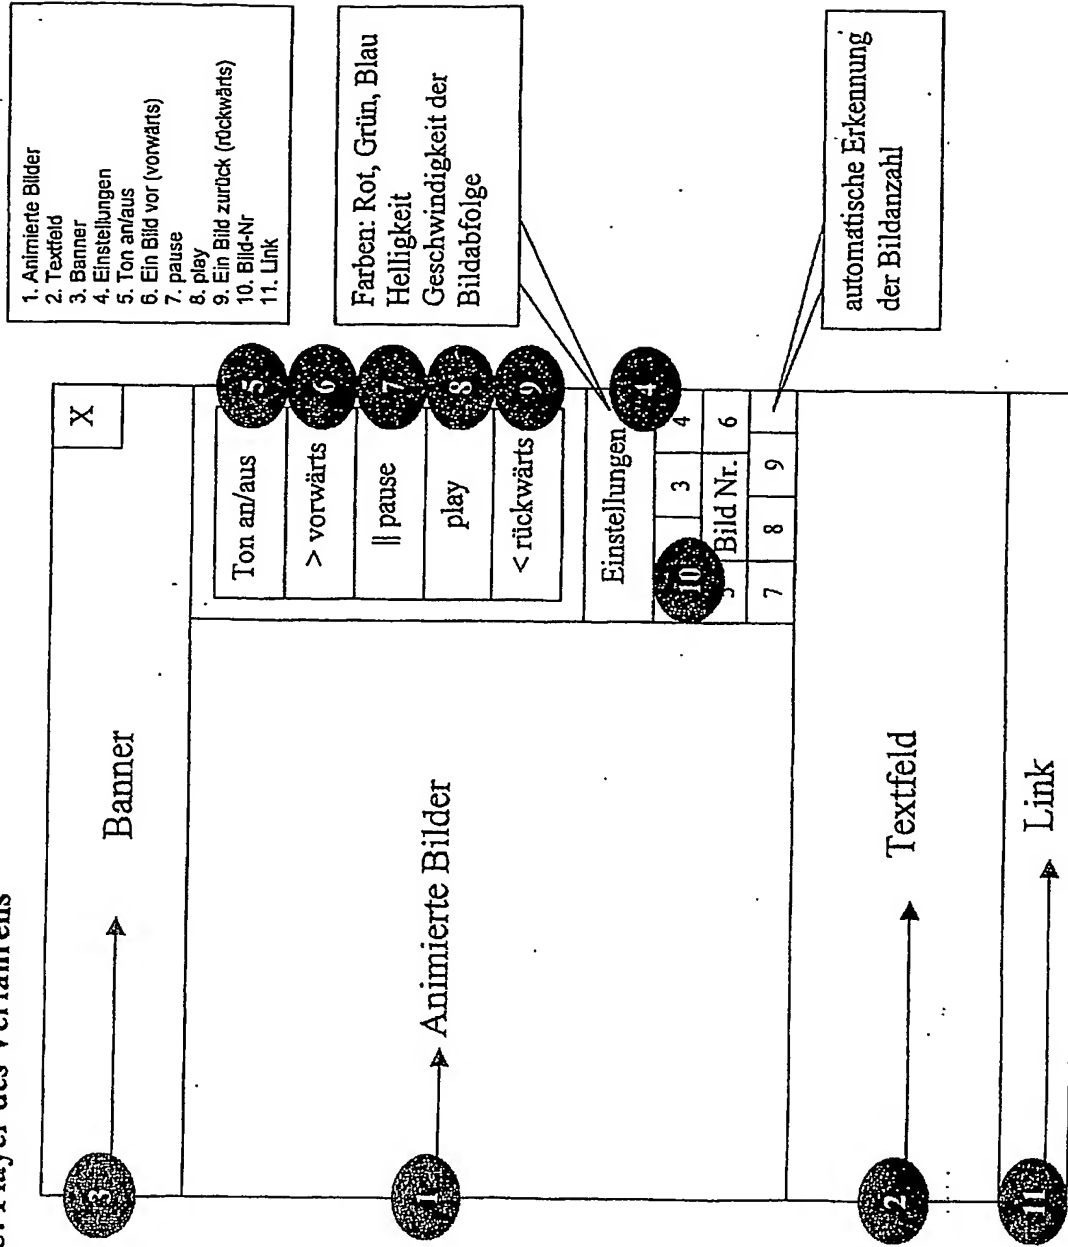 Player des Verfahrens
3
Banner
X
1. Animierte Bilder
2. Textfeld
3. Banner
4. Einstellungen
5. Ton an/aus
6. Ein Bild vor (vorwärts)
7. pause
8. play
9. Ein Bild zurück (rückwärts)
10. Bild-Nr
11. Link
1
Animierte Bilder
Ton an/aus
5
> vorwärts
6
|| pause
7
play
8
< rückwärts
9
Farben: Rot, Grün, Blau
Helligkeit
Geschwindigkeit der
Bildabfolge
Einstellungen
4
10
3
4
5
Bild Nr.
6
7
8
9
automatische Erkennung
der Bildanzahl
2
Textfeld
11
Link